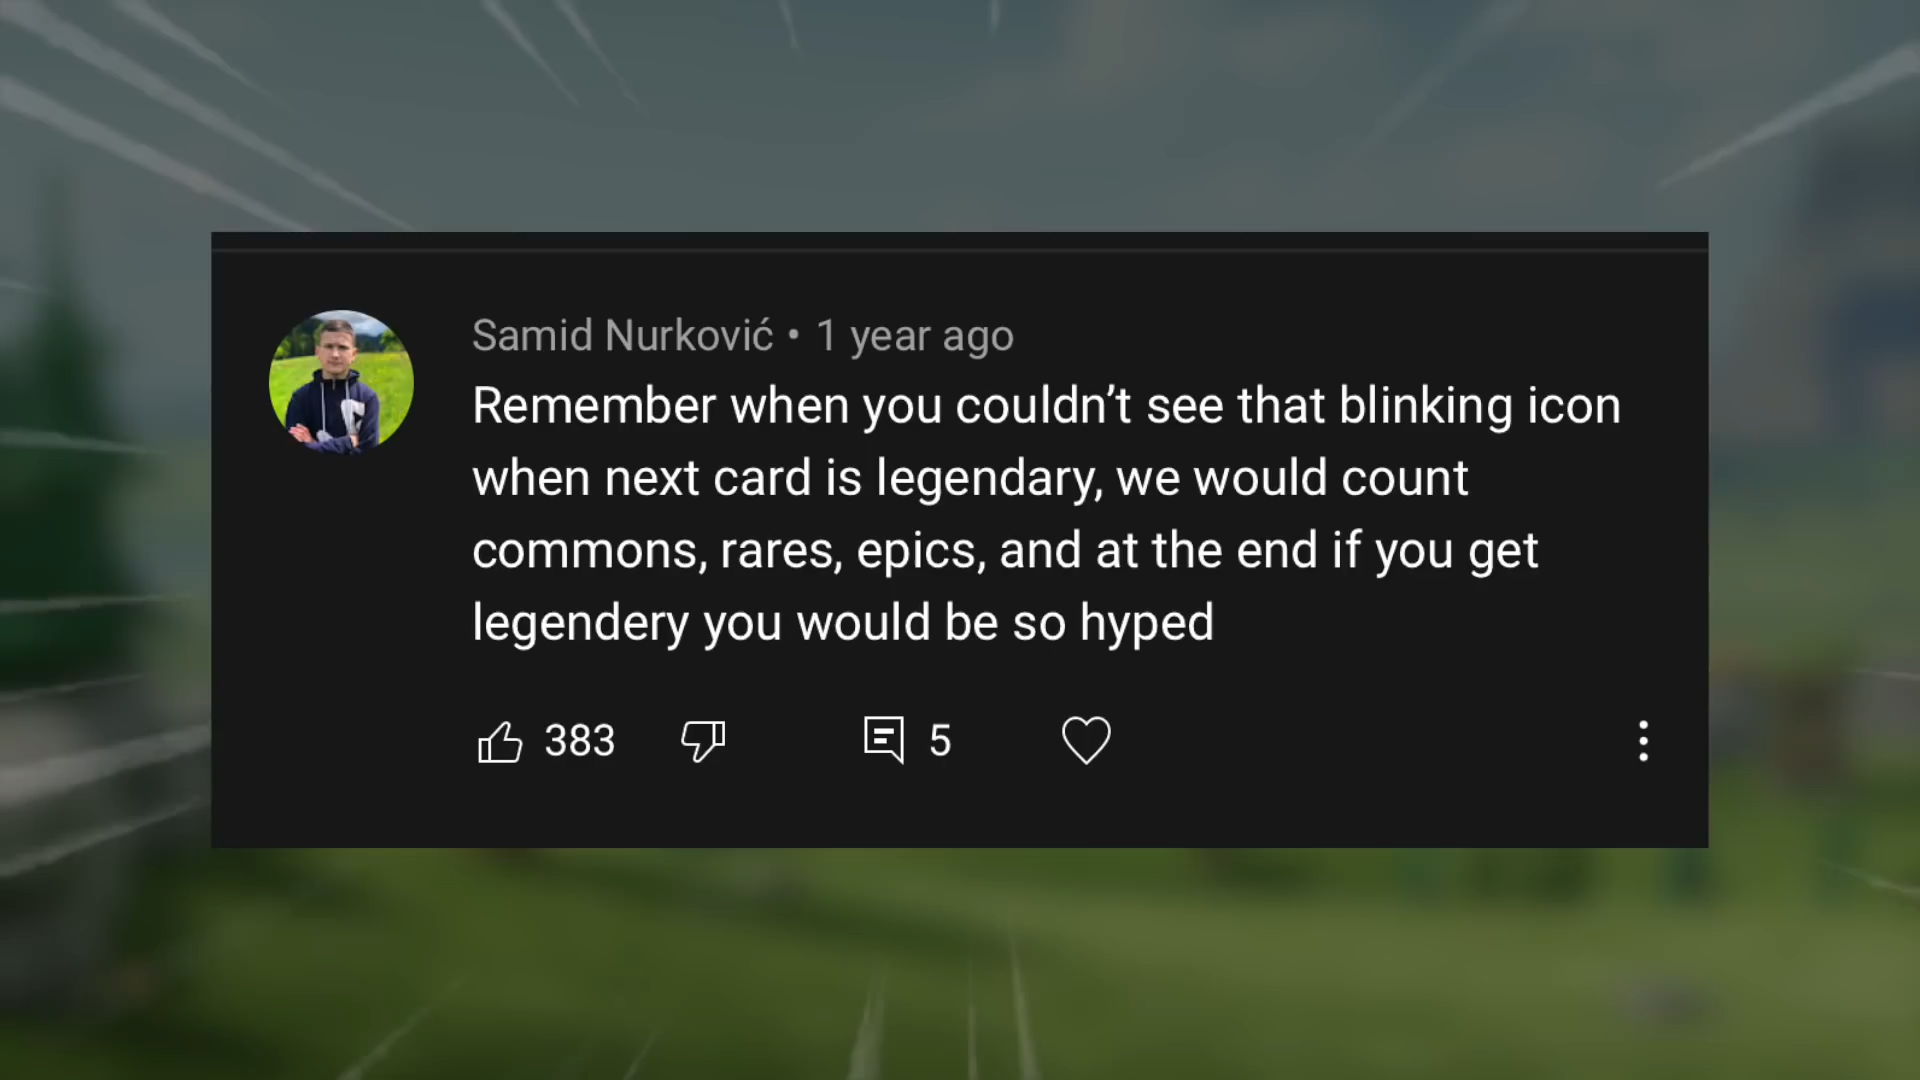 Samid Nurković • 1 year ago
Remember when you couldn’t see that blinking icon
when next card is legendary, we would count
commons, rares, epics, and at the end if you get
legendery you would be so hyped
383 5